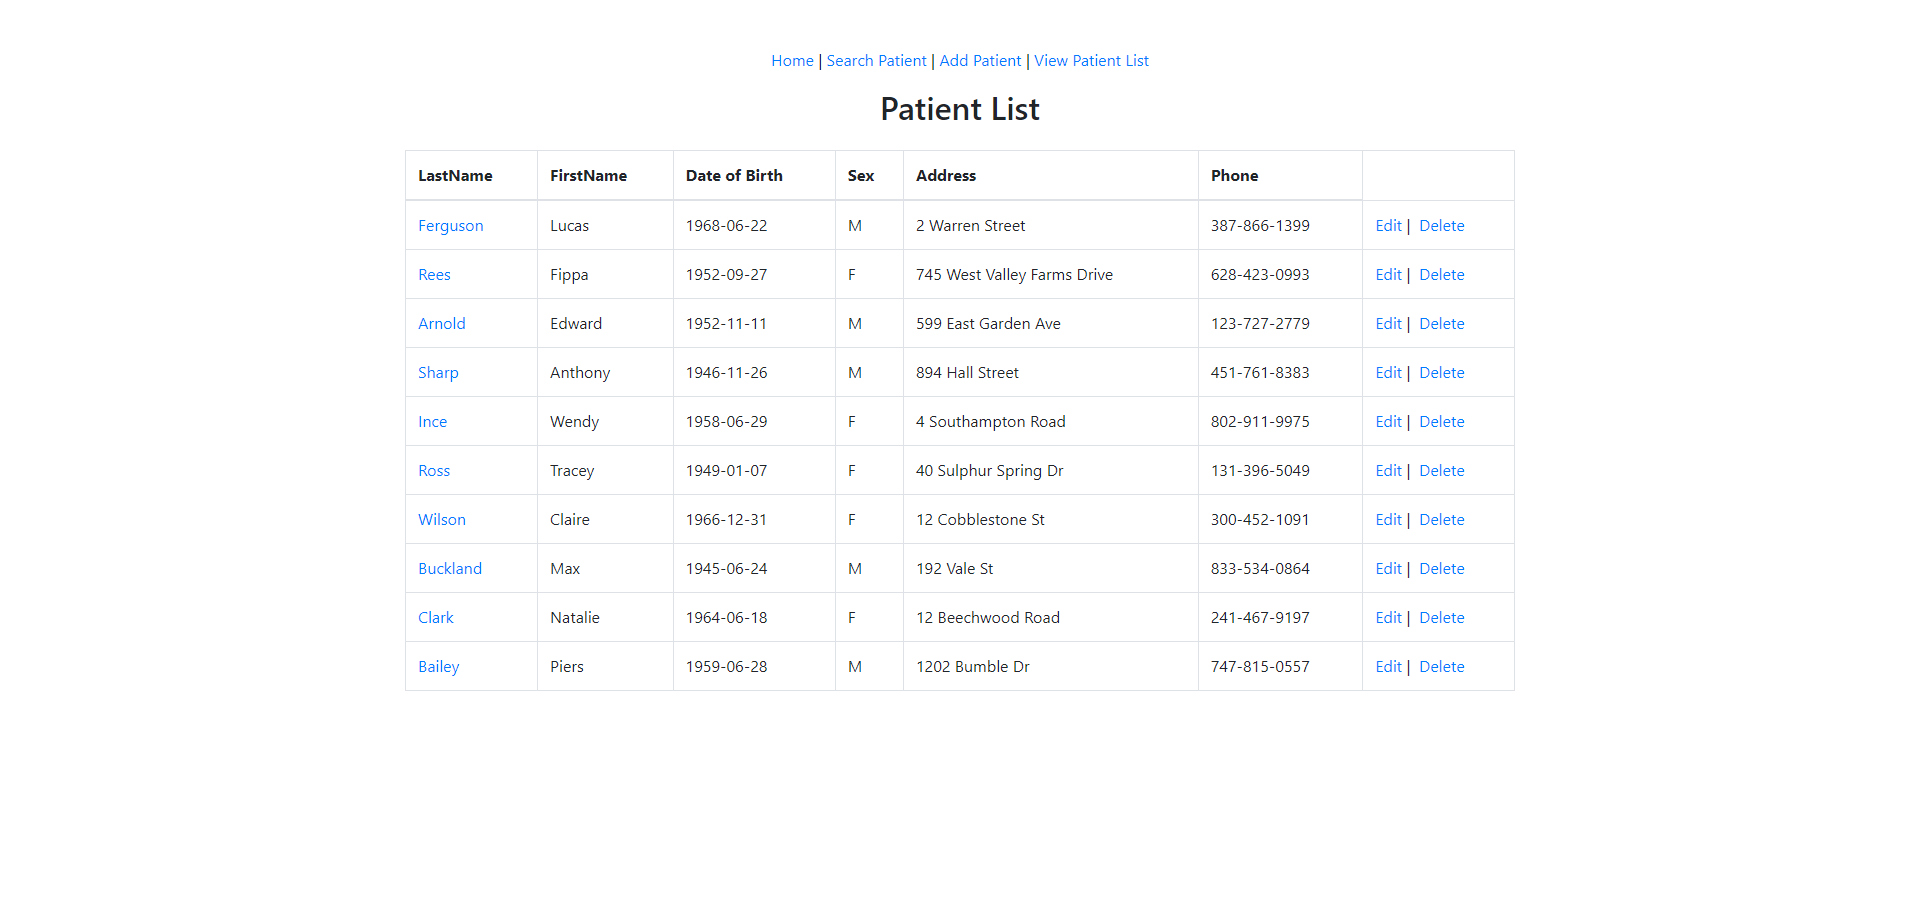 Home | Search Patient | Add Patient | View Patient List
Patient List
LastName FirstName Date of Birth Sex Address Phone
Ferguson Lucas 1968-06-22 M 2 Warren Street 387-866-1399 Edit | Delete
Rees Fippa 1952-09-27 F 745 West Valley Farms Drive 628-423-0993 Edit | Delete
Arnold Edward 1952-11-11 M 599 East Garden Ave 123-727-2779 Edit | Delete
Sharp Anthony 1946-11-26 M 894 Hall Street 451-761-8383 Edit | Delete
Ince Wendy 1958-06-29 F 4 Southampton Road 802-911-9975 Edit | Delete
Ross Tracey 1949-01-07 F 40 Sulphur Spring Dr 131-396-5049 Edit | Delete
Wilson Claire 1966-12-31 F 12 Cobblestone St 300-452-1091 Edit | Delete
Buckland Max 1945-06-24 M 192 Vale St 833-534-0864 Edit | Delete
Clark Natalie 1964-06-18 F 12 Beechwood Road 241-467-9197 Edit | Delete
Bailey Piers 1959-06-28 M 1202 Bumble Dr 747-815-0557 Edit | Delete